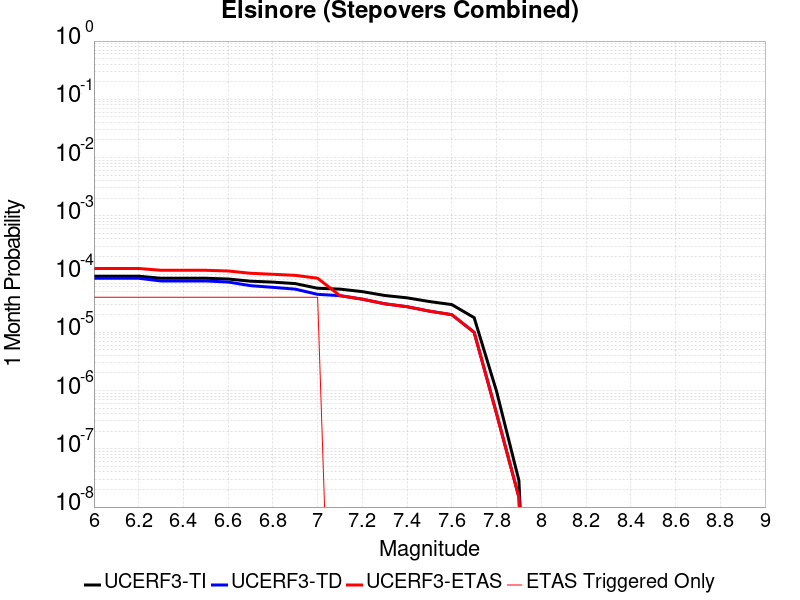 Elsinore (Stepovers Combined)
1 Month Probability
10^0
10^-1
10^-2
10^-3
10^-4
10^-5
10^-6
10^-7
10^-8
6 6.2 6.4 6.6 6.8 7 7.2 7.4 7.6 7.8 8 8.2 8.4 8.6 8.8 9
Magnitude
UCERF3-TI UCERF3-TD UCERF3-ETAS ETAS Triggered Only